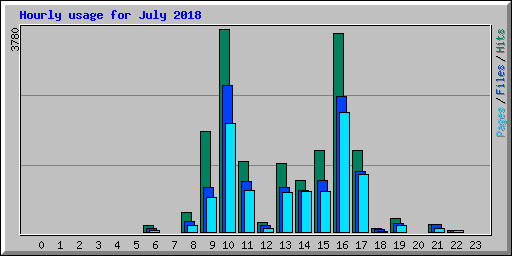 Hourly usage for July 2018
3780
Pages / Files / Hits
0 1 2 3 4 5 6 7 8 9 10 11 12 13 14 15 16 17 18 19 20 21 22 23